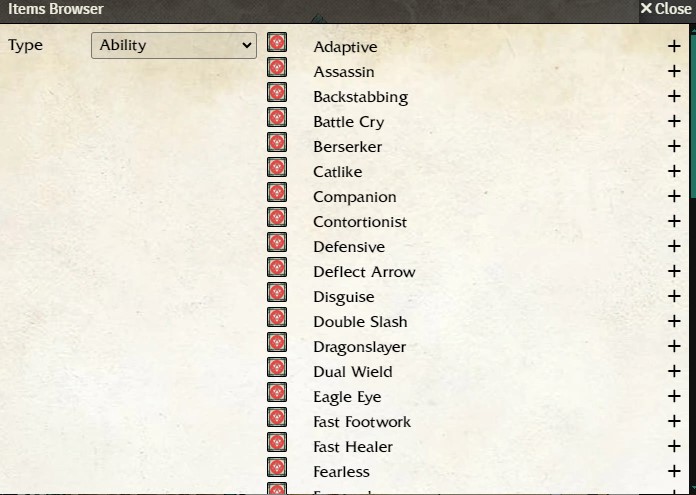 Items Browser
Close
Type
Ability
Adaptive
Assassin
Backstabbing
Battle Cry
Berserker
Catlike
Companion
Contortionist
Defensive
Deflect Arrow
Disguise
Double Slash
Dragonslayer
Dual Wield
Eagle Eye
Fast Footwork
Fast Healer
Fearless